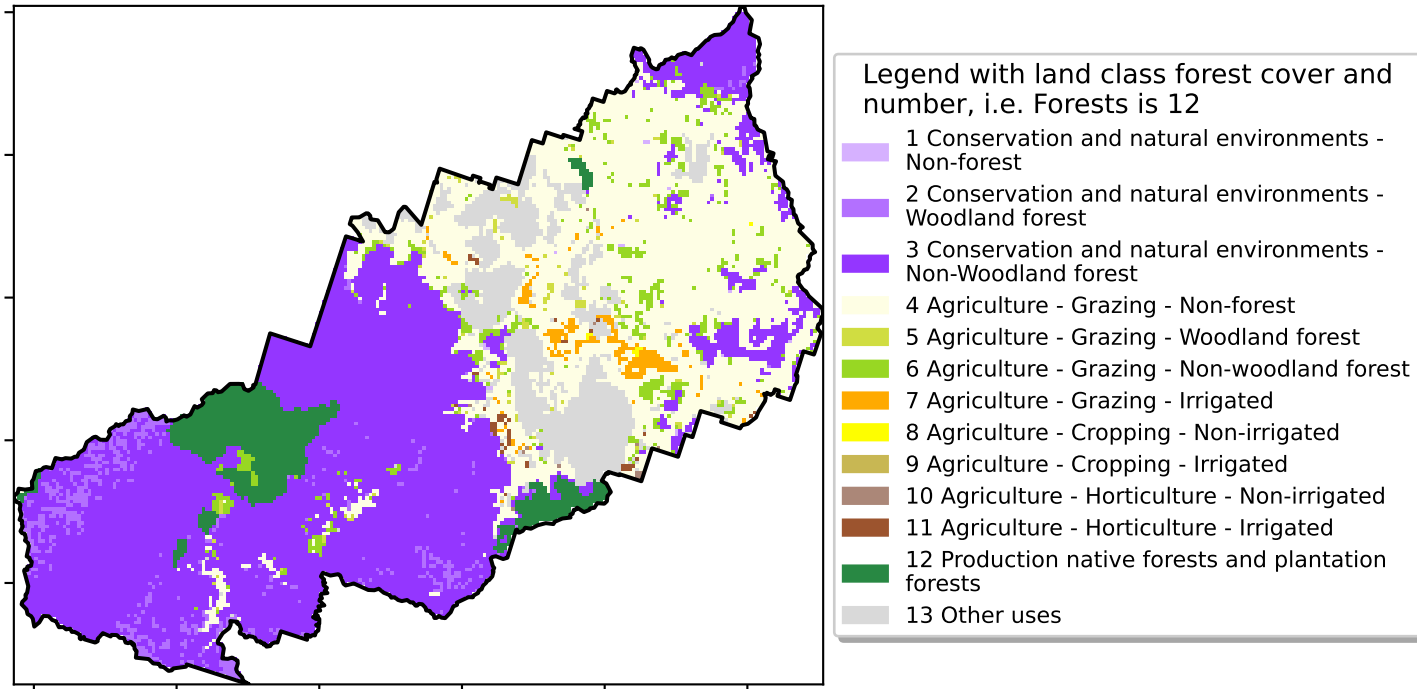 Legend with land class forest cover and
number, i.e. Forests is 12
1 Conservation and natural environments -
Non-forest
2 Conservation and natural environments -
Woodland forest
3 Conservation and natural environments -
Non-Woodland forest
4 Agriculture - Grazing - Non-forest
5 Agriculture - Grazing - Woodland forest
6 Agriculture - Grazing - Non-woodland forest
7 Agriculture - Grazing - Irrigated
8 Agriculture - Cropping - Non-irrigated
9 Agriculture - Cropping - Irrigated
10 Agriculture - Horticulture - Non-irrigated
11 Agriculture - Horticulture - Irrigated
12 Production native forests and plantation
forests
13 Other uses